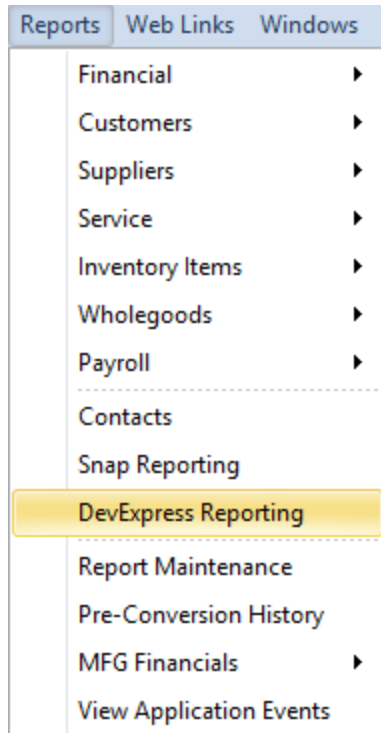 Reports Web Links Windows
Financial
Customers
Suppliers
Service
Inventory Items
Wholegoods
Payroll
Contacts
Snap Reporting
DevExpress Reporting
Report Maintenance
Pre-Conversion History
MFG Financials
View Application Events